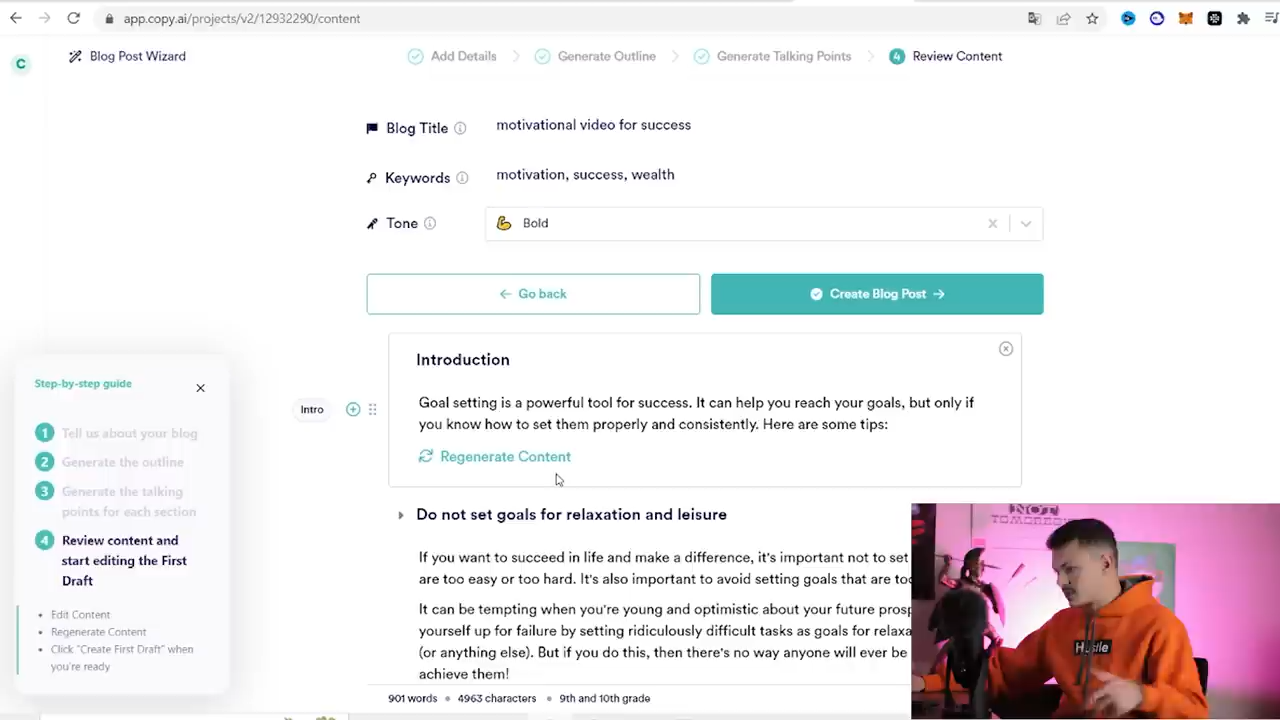 app.copy.ai/projects/v2/12932290/content
C
Blog Post Wizard
Add Details
Generate Outline
Generate Talking Points
4 Review Content
Blog Title
motivational video for success
Keywords
motivation, success, wealth
Tone
Bold
Go back
Create Blog Post
Introduction
Intro
Goal setting is a powerful tool for success. It can help you reach your goals, but only if
you know how to set them properly and consistently. Here are some tips:
Regenerate Content
Do not set goals for relaxation and leisure
If you want to succeed in life and make a difference, it's important not to set
are too easy or too hard. It's also important to avoid setting goals that are too
It can be tempting when you're young and optimistic about your future prosp
yourself up for failure by setting ridiculously difficult tasks as goals for relaxa
(or anything else). But if you do this, then there's no way anyone will ever be
achieve them!
901 words • 4963 characters • 9th and 10th grade
Step-by-step guide
1 Tell us about your blog
2 Generate the outline
3 Generate the talking
points for each section
4 Review content and
start editing the First
Draft
• Edit Content
• Regenerate Content
• Click "Create First Draft" when
you're ready
NOT
TOMORROW
Hustle